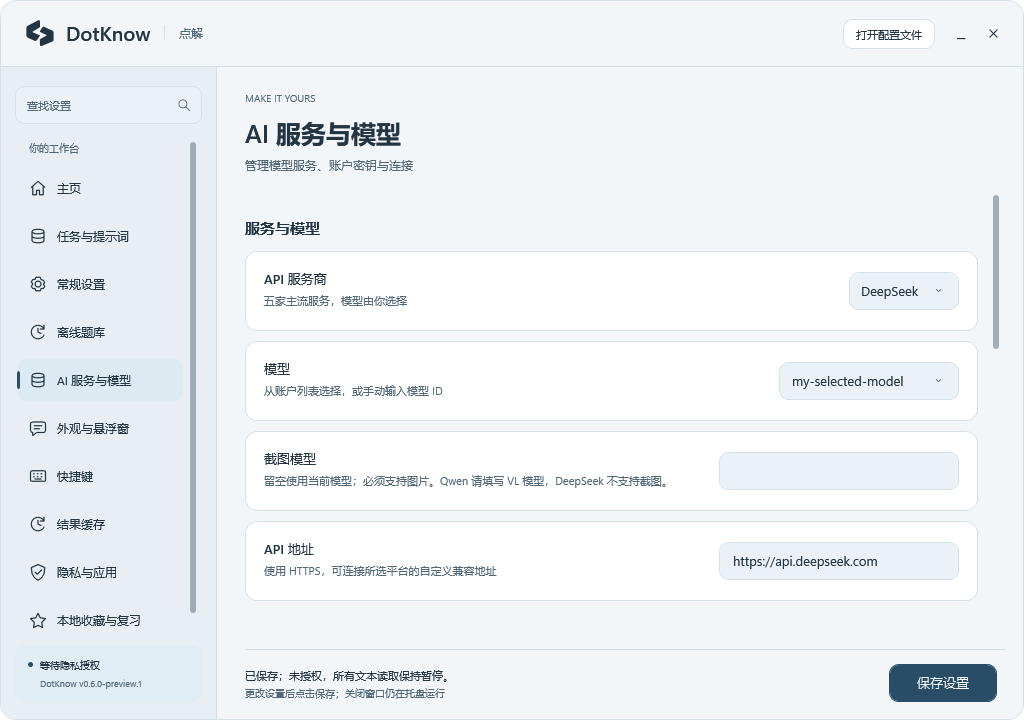 DotKnow 点解
打开配置文件
查找设置
你的工作台
主页
任务与提示词
常规设置
离线题库
AI 服务与模型
外观与悬浮窗
快捷键
结果缓存
隐私与应用
本地收藏与复习
等待隐私授权
DotKnow v0.6.0-preview.1
MAKE IT YOURS
AI 服务与模型
管理模型服务、账户密钥与连接
服务与模型
API 服务商
五家主流服务，模型由你选择
DeepSeek
模型
从账户列表选择，或手动输入模型 ID
my-selected-model
截图模型
留空使用当前模型；必须支持图片。Qwen 请填写 VL 模型，DeepSeek 不支持截图。
API 地址
使用 HTTPS，可连接所选平台的自定义兼容地址
https://api.deepseek.com
已保存；未授权，所有文本读取保持暂停。
更改设置后点击保存；关闭窗口仍在托盘运行
保存设置